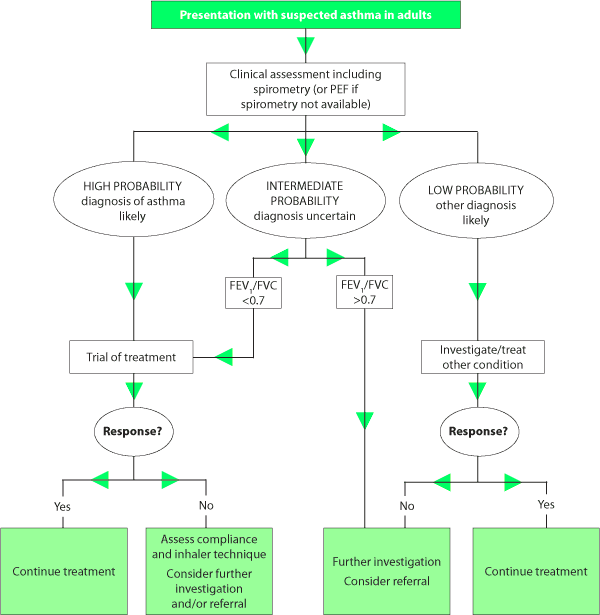 Presentation with suspected asthma in adults
Clinical assessment including
spirometry (or PEF if
spirometry not available)
HIGH PROBABILITY
diagnosis of asthma
likely
INTERMEDIATE
PROBABILITY
diagnosis uncertain
LOW PROBABILITY
other diagnosis
likely
FEV₁/FVC
<0.7
FEV₁/FVC
>0.7
Trial of treatment
Investigate/treat
other condition
Response?
Response?
Yes
No
No
Yes
Continue treatment
Assess compliance
and inhaler technique
Consider further
investigation
and/or referral
Further investigation
Consider referral
Continue treatment